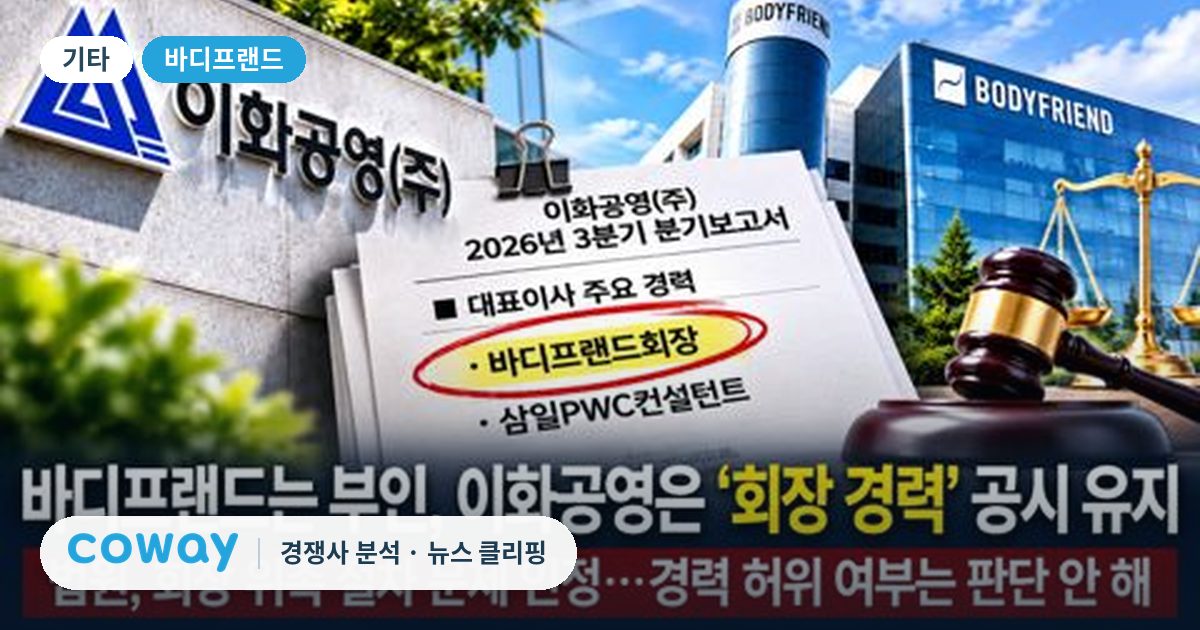 기타
바디프랜드
이화공영(주)
BODYFRIEND
BODYFRIEND
이화공영(주)
2026년 3분기 분기보고서
■ 대표이사 주요 경력
· 바디프랜드회장
· 삼일PWC컨설턴트
바디프랜드는 부인, 이화공영은 ‘회장 경력’ 공시 유지
coway
경쟁사 분석 · 뉴스 클리핑
…경력 허위 여부는 판단 안 해